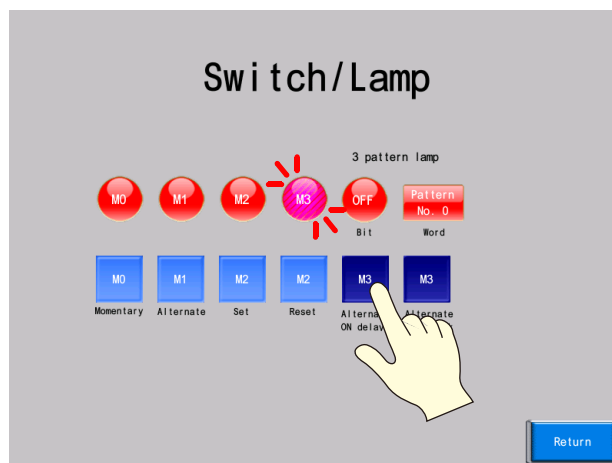 Switch/Lamp
3 pattern lamp
M0 M1 M2 M3 OFF Pattern
No. 0
Bit Word
M0 M1 M2 M2 M3 M3
Momentary Alternate Set Reset Alternate
ON
Return